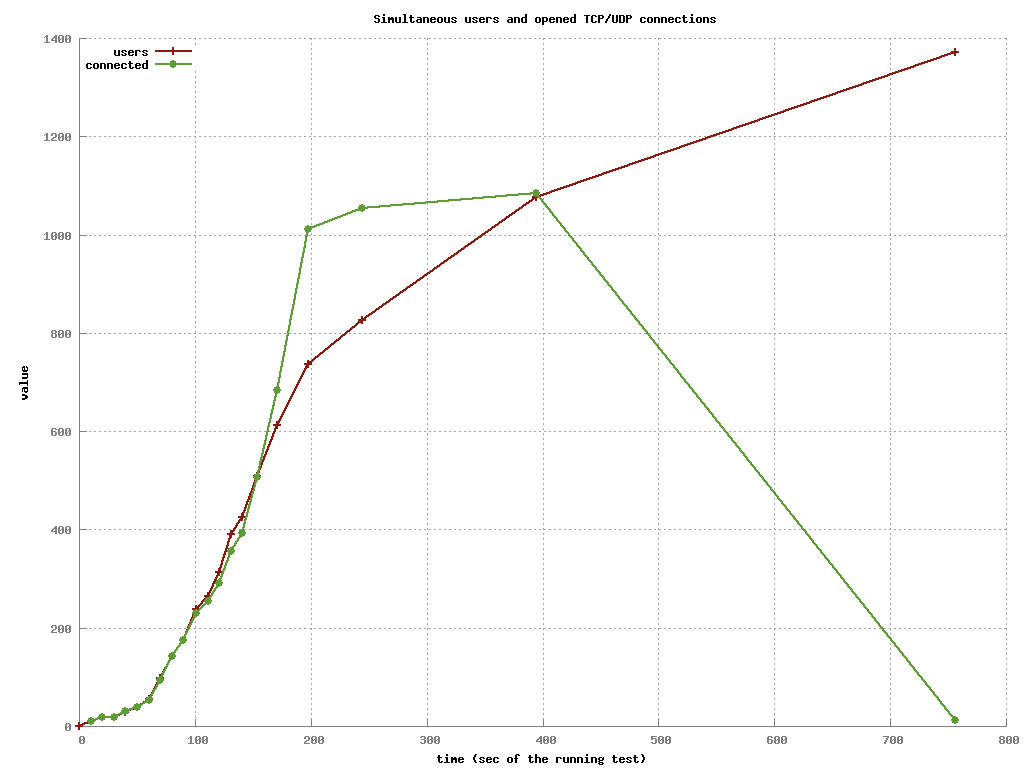 Simultaneous users and opened TCP/UDP connections
1400
users
connected
1200
1000
800
value
600
400
200
0
0 100 200 300 400 500 600 700 800
time (sec of the running test)